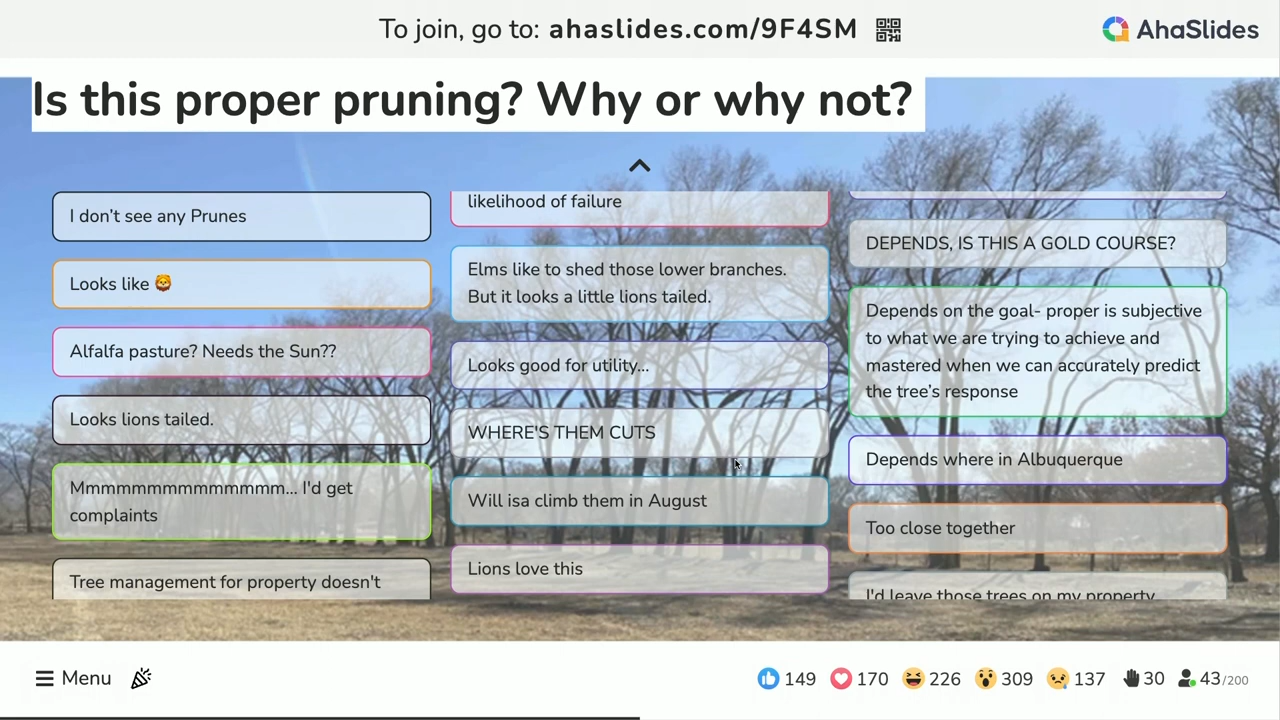 To join, go to: ahaslides.com/9F4SM
AhaSlides
Is this proper pruning? Why or why not?
I don't see any Prunes
Looks like 🦁
Alfalfa pasture? Needs the Sun??
Looks lions tailed.
Mmmmmmmmmmmmmm... I'd get
complaints
Tree management for property doesn't
likelihood of failure
Elms like to shed those lower branches.
But it looks a little lions tailed.
Looks good for utility...
WHERE'S THEM CUTS
Will isa climb them in August
Lions love this
DEPENDS, IS THIS A GOLD COURSE?
Depends on the goal- proper is subjective
to what we are trying to achieve and
mastered when we can accurately predict
the tree's response
Depends where in Albuquerque
Too close together
I'd leave those trees on my property
Menu
149 170 226 309 137 30 43/200